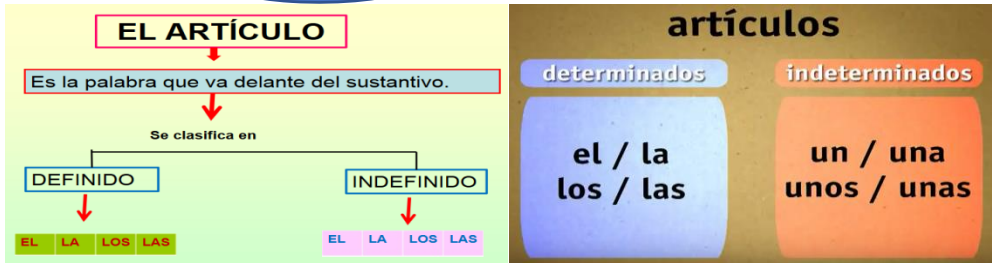 EL ARTÍCULO
Es la palabra que va delante del sustantivo.
Se clasifica en
DEFINIDO
INDEFINIDO
EL LA LOS LAS
EL LA LOS LAS
artículos
determinados
indeterminados
el / la
los / las
un / una
unos / unas